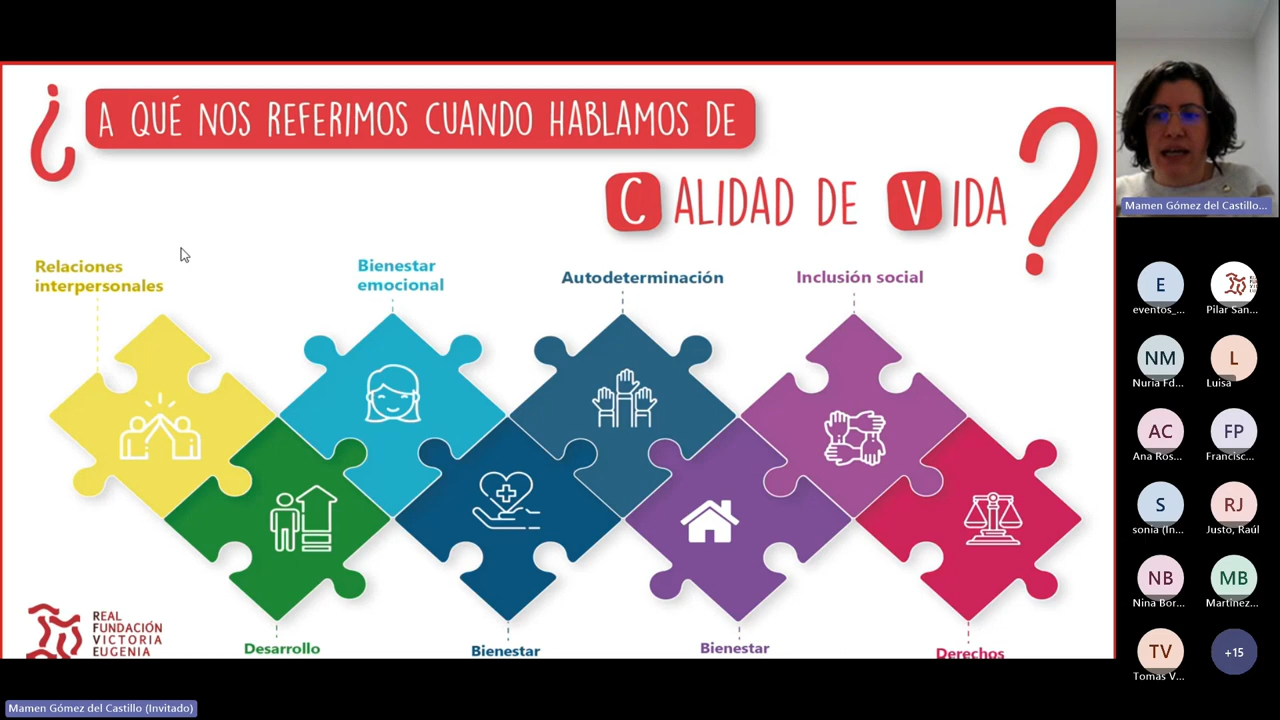 ¿
A QUÉ NOS REFERIMOS CUANDO HABLAMOS DE
CALIDAD DE VIDA?
Relaciones
interpersonales
Bienestar
emocional
Autodeterminación
Inclusión social
Desarrollo
Bienestar
Bienestar
Derechos
REAL
FUNDACIÓN
VICTORIA
EUGENIA
Mamen Gómez del Castillo...
E
eventos_...
Pilar San...
NM
Nuria Fd...
L
Luisa
AC
Ana Ros...
FP
Francisc...
S
sonia (In...
RJ
Justo, Raúl
NB
Nina Bor...
MB
Martínez...
TV
Tomas V...
+15
Mamen Gómez del Castillo (Invitado)